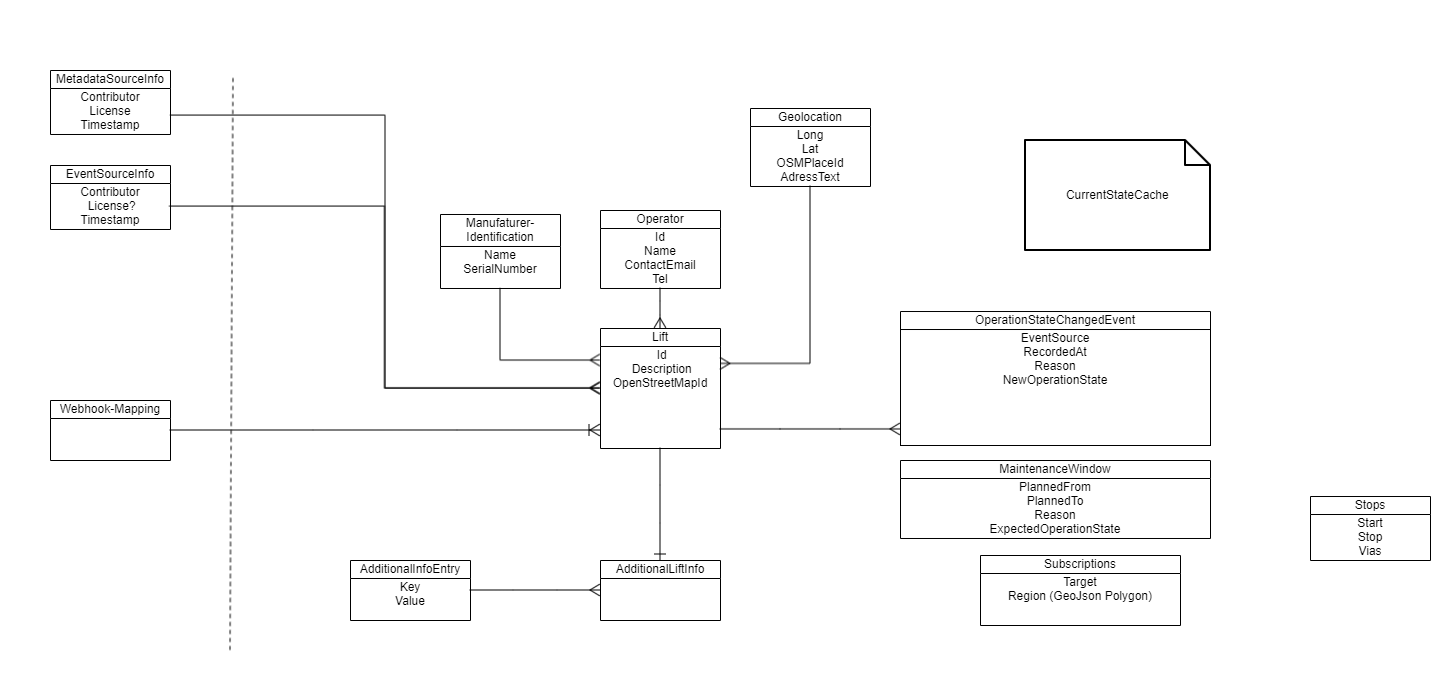 MetadataSourceInfo
Contributor
License
Timestamp
EventSourceInfo
Contributor
License?
Timestamp
Webhook-Mapping
Manufaturer-
Identification
Name
SerialNumber
Operator
Id
Name
ContactEmail
Tel
Geolocation
Long
Lat
OSMPlaceId
AdressText
CurrentStateCache
Lift
Id
Description
OpenStreetMapId
OperationStateChangedEvent
EventSource
RecordedAt
Reason
NewOperationState
MaintenanceWindow
PlannedFrom
PlannedTo
Reason
ExpectedOperationState
Stops
Start
Stop
Vias
AdditionalInfoEntry
Key
Value
AdditionalLiftInfo
Subscriptions
Target
Region (GeoJson Polygon)